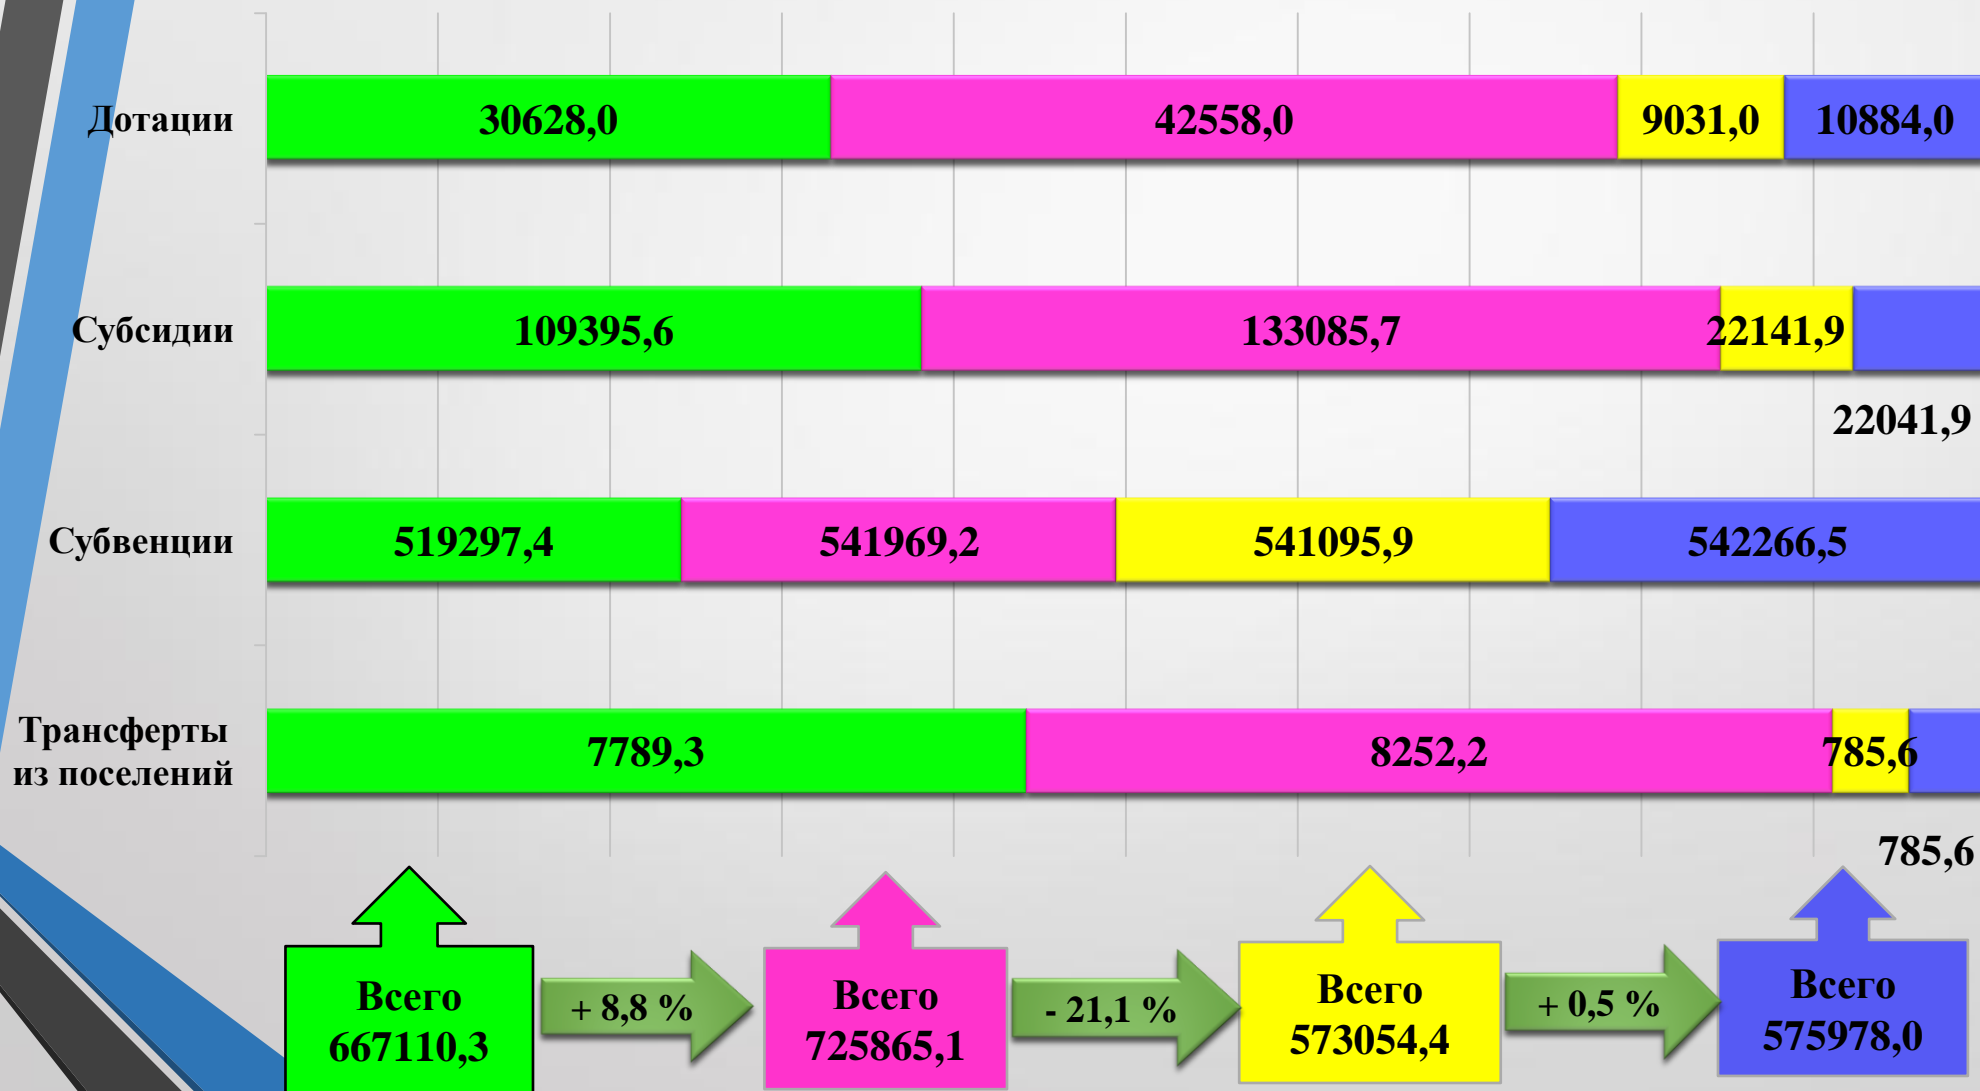 Дотации
30628,0
42558,0
9031,0
10884,0
Субсидии
109395,6
133085,7
22141,9
22041,9
Субвенции
519297,4
541969,2
541095,9
542266,5
Трансферты
из поселений
7789,3
8252,2
785,6
785,6
Всего
667110,3
+ 8,8 %
Всего
725865,1
- 21,1 %
Всего
573054,4
+ 0,5 %
Всего
575978,0